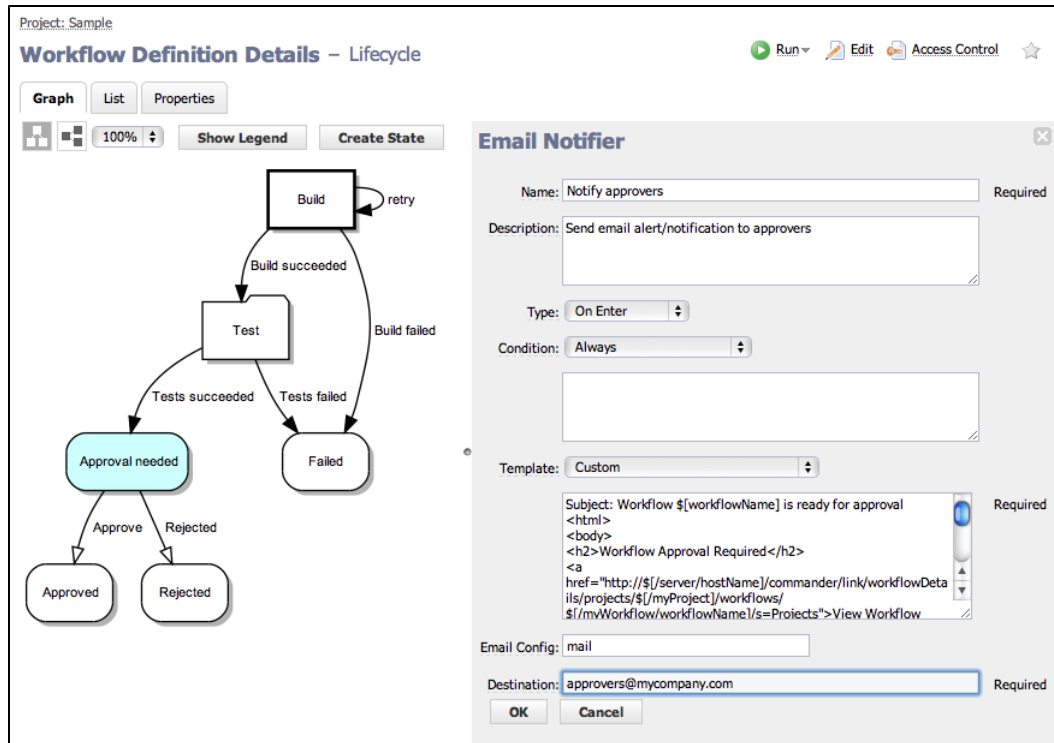 Project: Sample
Workflow Definition Details – Lifecycle
Run Edit Access Control
Graph List Properties
100% Show Legend Create State
Build
retry
Build succeeded
Test
Build failed
Tests succeeded Tests failed
Approval needed
Failed
Approve Rejected
Approved Rejected
Email Notifier
Name: Notify approvers Required
Description: Send email alert/notification to approvers
Type: On Enter
Condition: Always
Template: Custom
Subject: Workflow $[workflowName] is ready for approval Required
<html>
<body>
<h2>Workflow Approval Required</h2>
<a
href="http://$[/server/hostName]/commander/link/workflowDeta
ils/projects/$[/myProject]/workflows/
$[/myWorkflow/workflowName]/s=Projects">View Workflow
Email Config: mail
Destination: approvers@mycompany.com Required
OK Cancel